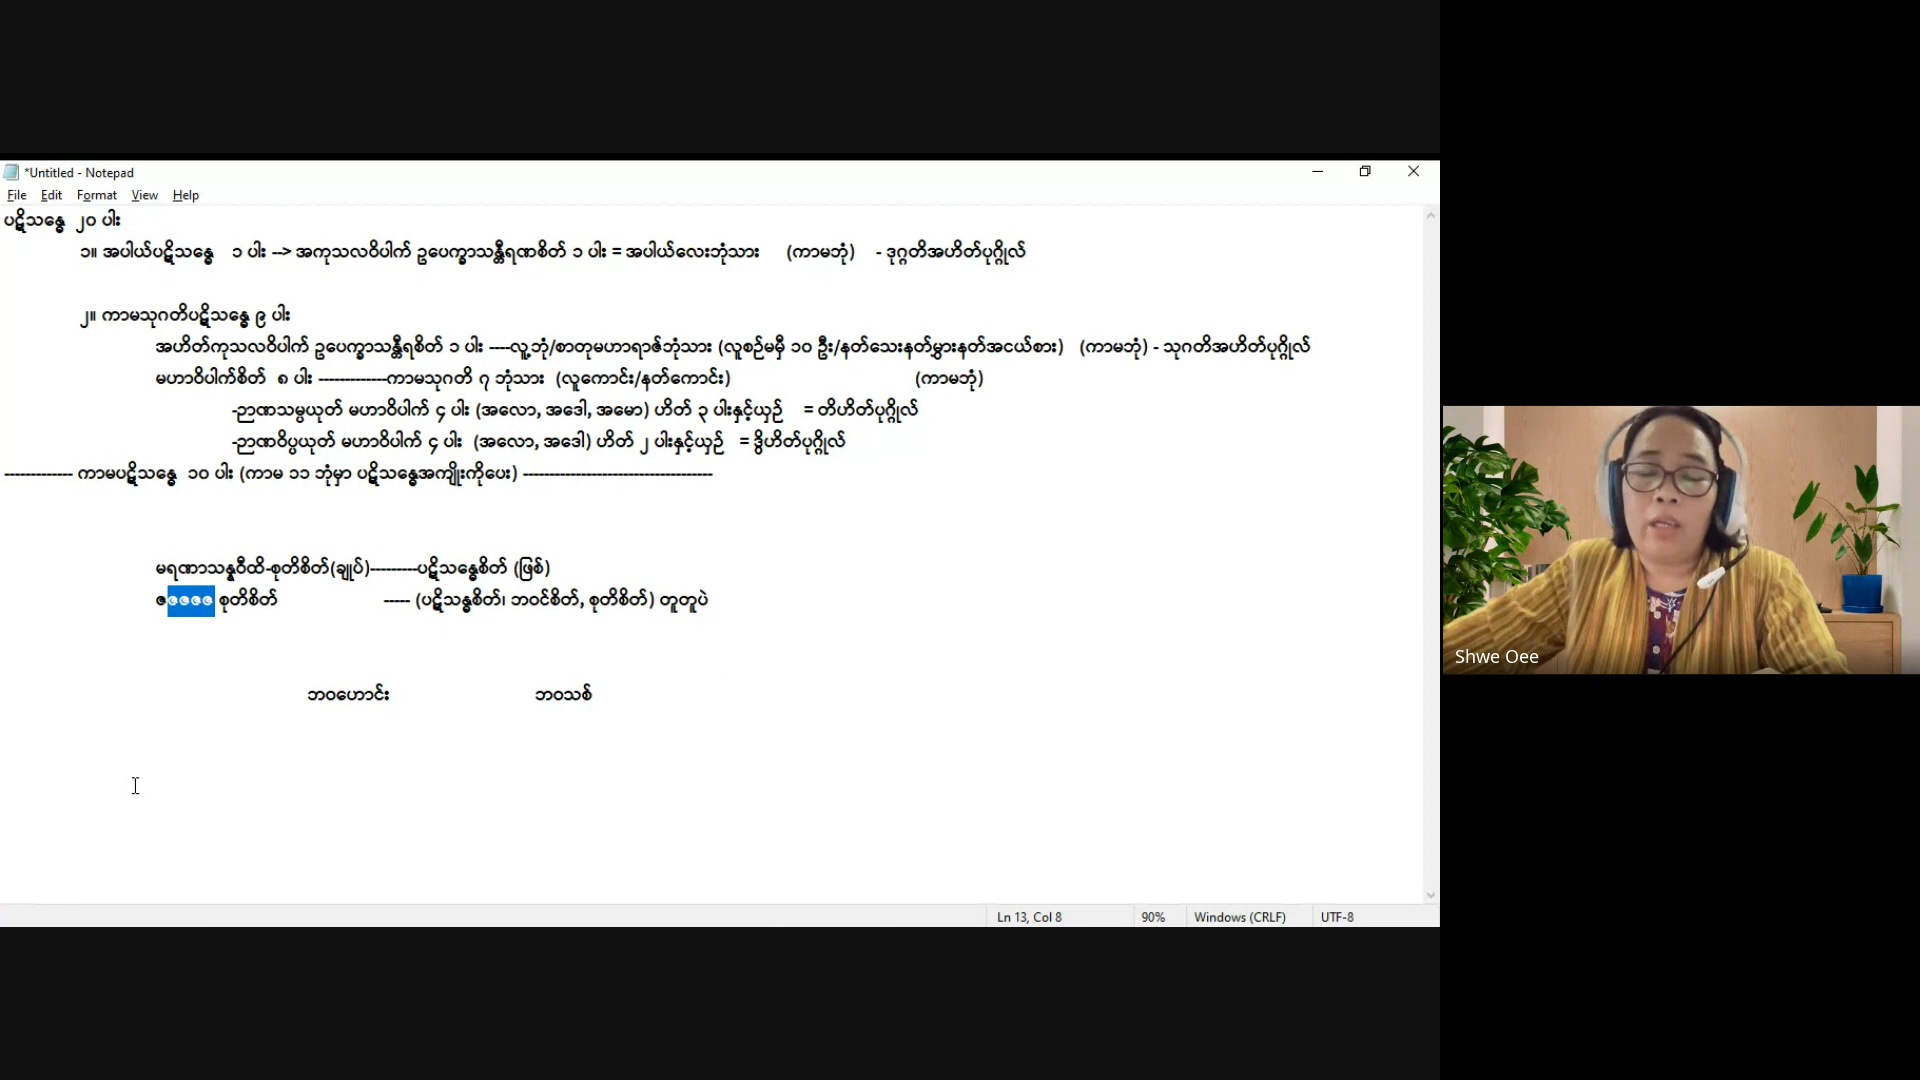 *Untitled - Notepad
File Edit Format View Help
ပဋိသန္ဓေ ၂၀ ပါး
၁။ အပါယ်ပဋိသန္ဓေ ၁ ပါး --> အကုသလဝိပါက် ဥပေက္ခာသန္တီရဏစိတ် ၁ ပါး = အပါယ်လေးဘုံသား (ကာမဘုံ) - ဒုဂ္ဂတိအဟိတ်ပုဂ္ဂိုလ်
၂။ ကာမသုဂတိပဋိသန္ဓေ ၉ ပါး
အဟိတ်ကုသလဝိပါက် ဥပေက္ခာသန္တီရစိတ် ၁ ပါး ----လူ့ဘုံ/စာတုမဟာရာဇ်ဘုံသား (လူစဉ်မမှီ ၁၀ ဦး/နတ်သေးနတ်မွှားနတ်အငယ်စား) (ကာမဘုံ) - သုဂတိအဟိတ်ပုဂ္ဂိုလ်
မဟာဝိပါက်စိတ် ၈ ပါး -------------ကာမသုဂတိ ၇ ဘုံသား (လူကောင်း/နတ်ကောင်း) (ကာမဘုံ)
-ဉာဏသမ္ပယုတ် မဟာဝိပါက် ၄ ပါး (အလော, အဒေါ, အမော) ဟိတ် ၃ ပါးနှင့်ယှဉ် = တိဟိတ်ပုဂ္ဂိုလ်
-ဉာဏဝိပ္ပယုတ် မဟာဝိပါက် ၄ ပါး (အလော, အဒေါ) ဟိတ် ၂ ပါးနှင့်ယှဉ် = ဒွိဟိတ်ပုဂ္ဂိုလ်
------------- ကာမပဋိသန္ဓေ ၁၀ ပါး (ကာမ ၁၁ ဘုံမှာ ပဋိသန္ဓေအကျိုးကိုပေး) ------------------------------------
မရဏာသန္နဝီထိ-စုတိစိတ်(ချုပ်)---------ပဋိသန္ဓေစိတ် (ဖြစ်)
ဇဇဇဇဇ စုတိစိတ် ----- (ပဋိသန္ဓစိတ်၊ ဘဝင်စိတ်, စုတိစိတ်) တူတူပဲ
ဘဝဟောင်း ဘဝသစ်
Ln 13, Col 8 90% Windows (CRLF) UTF-8
Shwe Oee